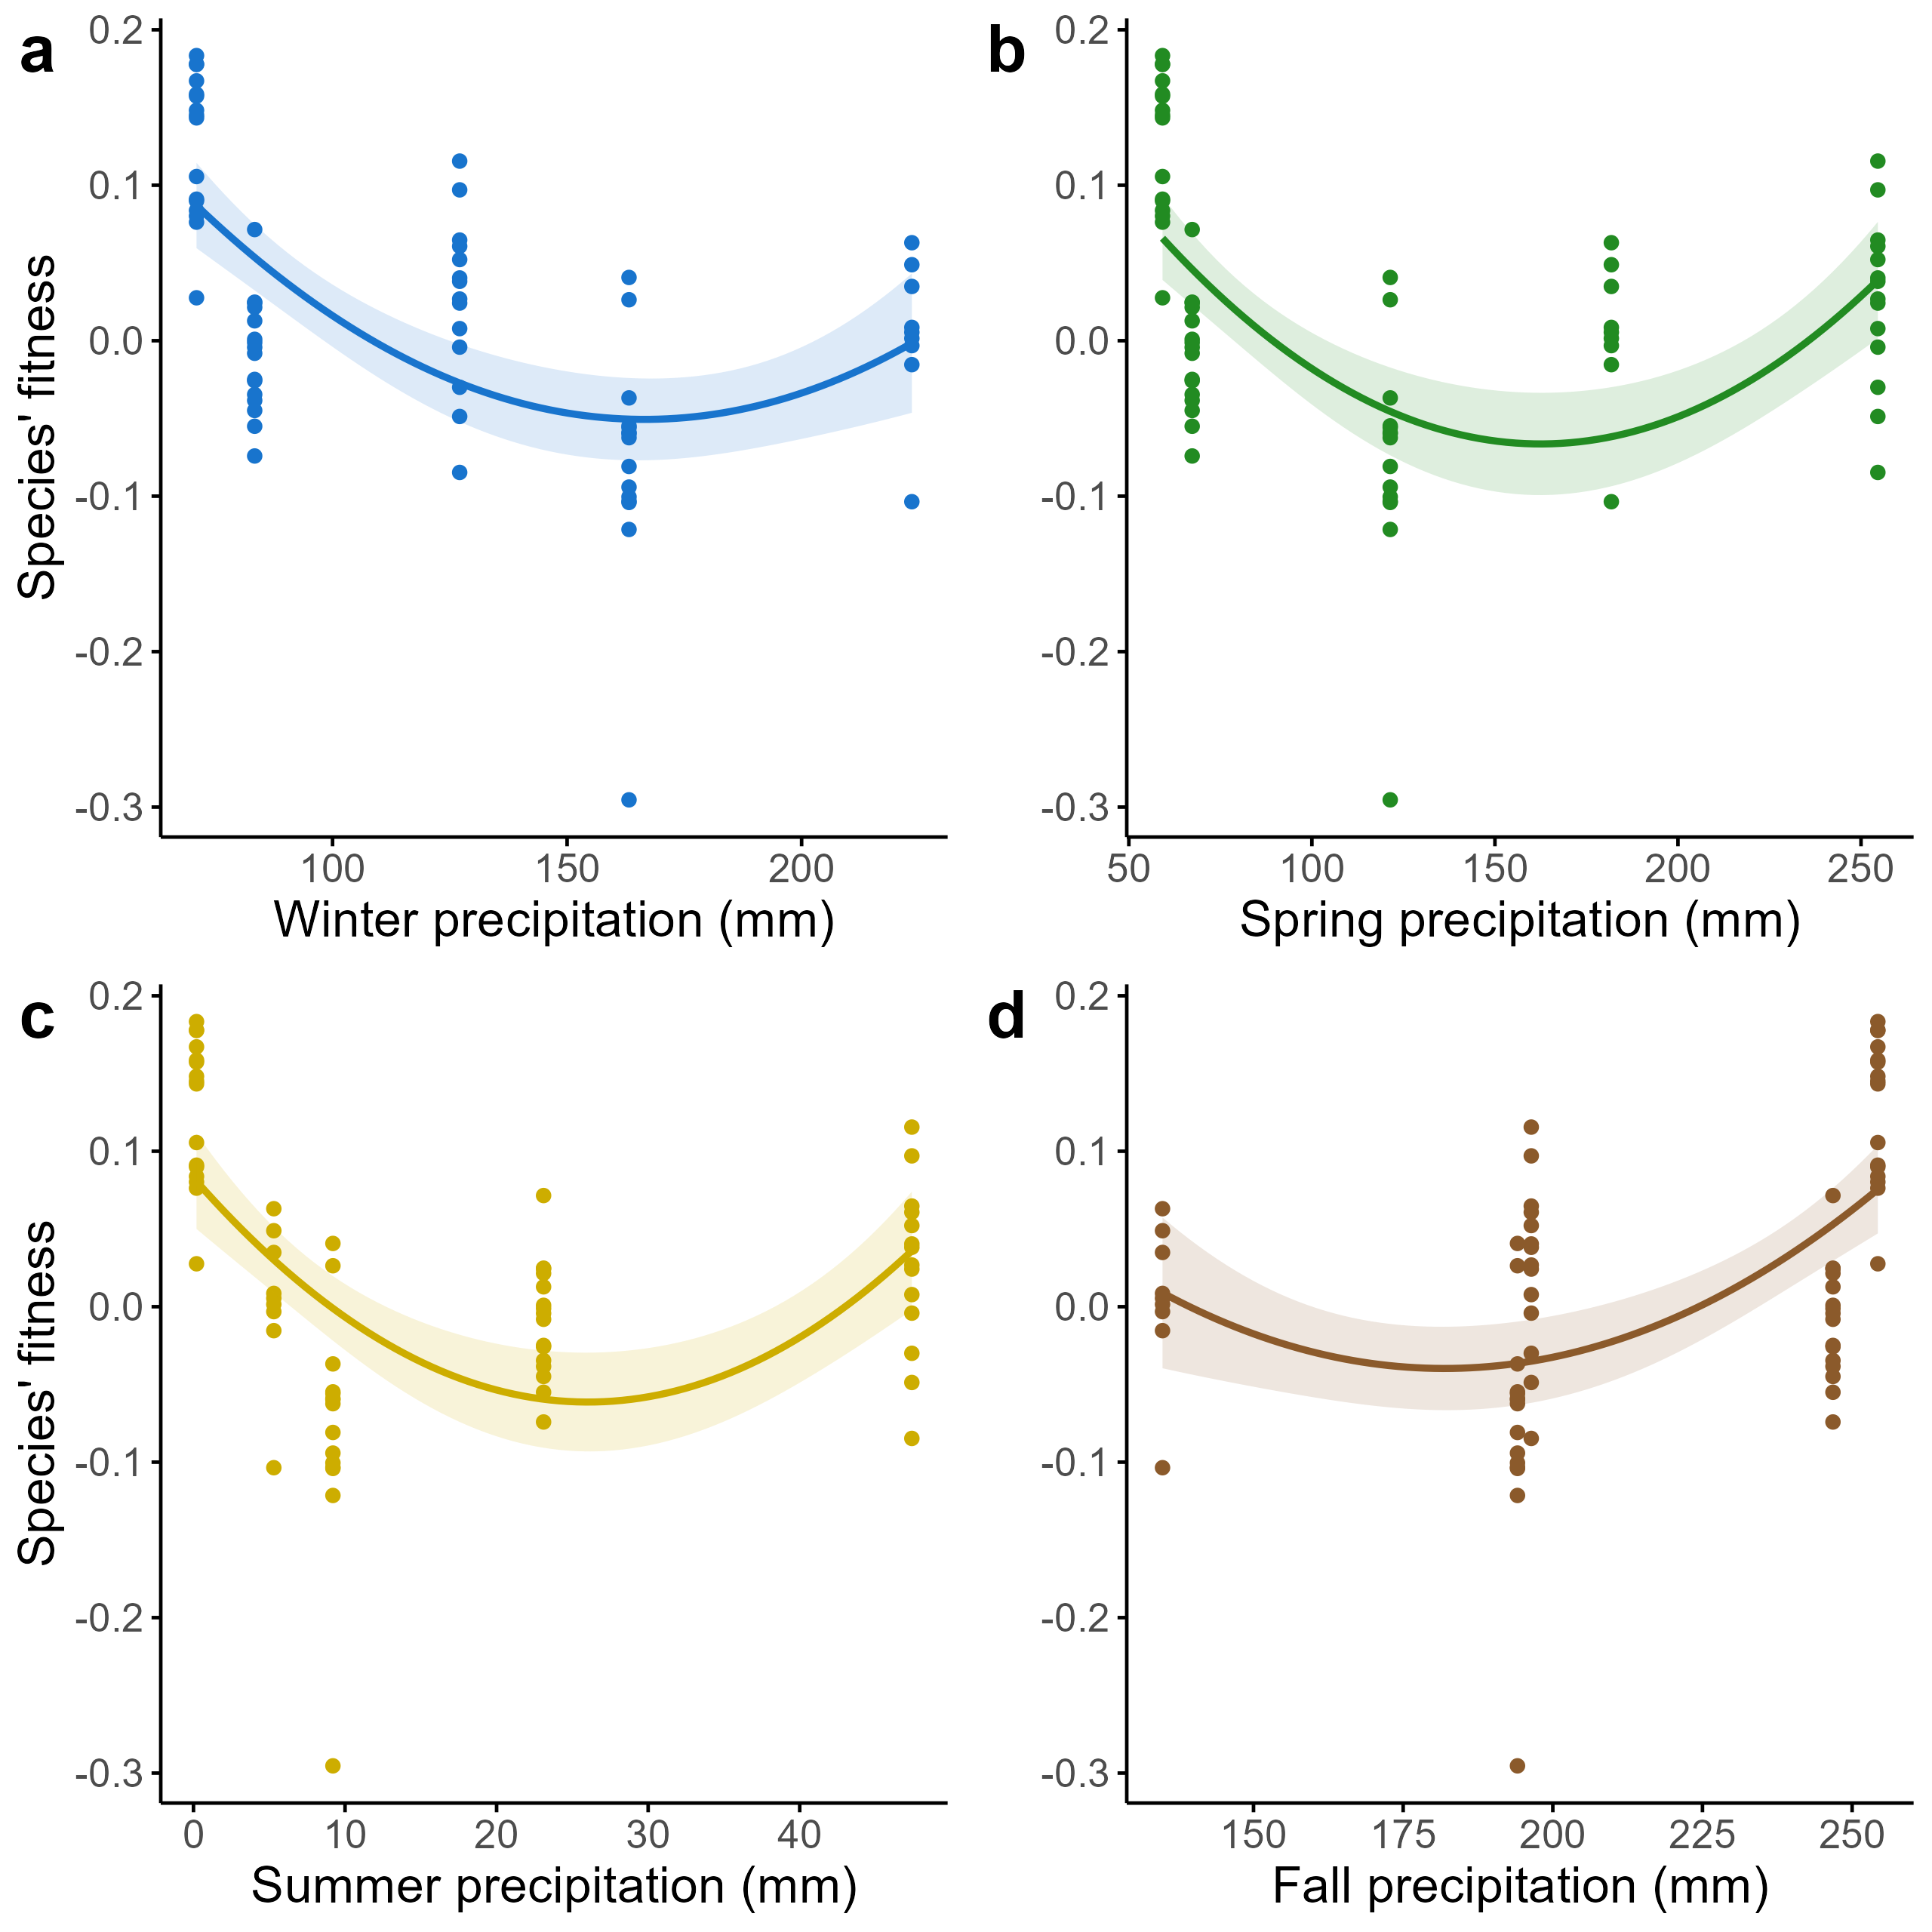 a
0.2
0.1
0.0
-0.1
-0.2
-0.3
Species' fitness
100 150 200
Winter precipitation (mm)
b
0.2
0.1
0.0
-0.1
-0.2
-0.3
50 100 150 200 250
Spring precipitation (mm)
c
0.2
0.1
0.0
-0.1
-0.2
-0.3
Species' fitness
0 10 20 30 40
Summer precipitation (mm)
d
0.2
0.1
0.0
-0.1
-0.2
-0.3
150 175 200 225 250
Fall precipitation (mm)